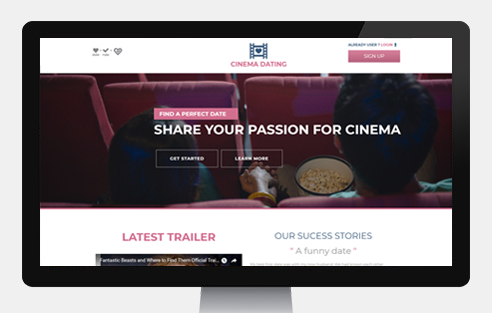 ALREADY USER ? LOGIN
CINEMA DATING
SIGN UP
FIND A PERFECT DATE
SHARE YOUR PASSION FOR CINEMA
GET STARTED
LEARN MORE
LATEST TRAILER
OUR SUCESS STORIES
" A funny date "
Fantastic Beasts and Where to Find Them Official Trai...